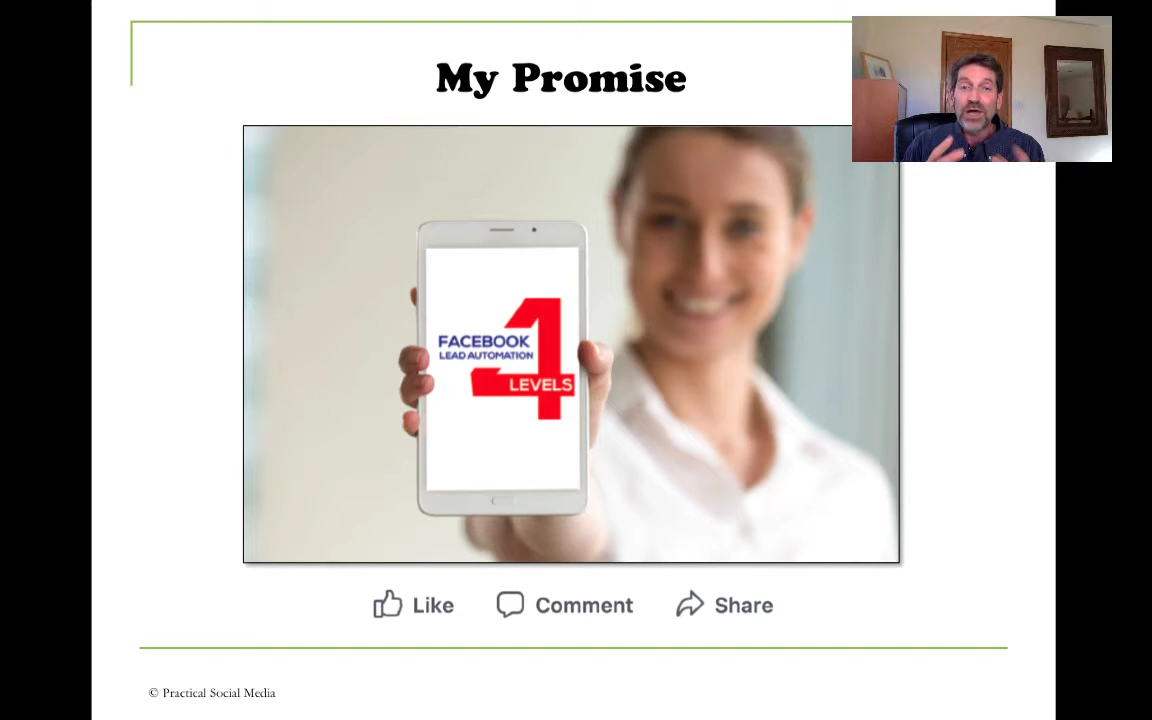 My Promise
FACEBOOK
LEAD AUTOMATION
4
LEVELS
Like Comment Share
© Practical Social Media